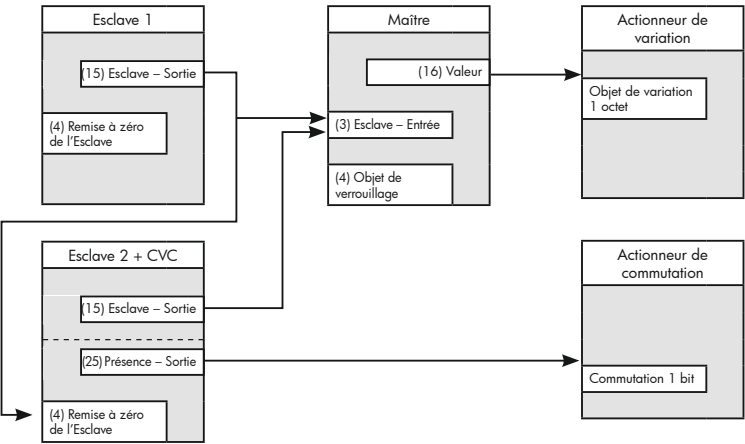 Esclave 1
(15) Esclave – Sortie
(4) Remise à zéro
de l'Esclave
Maître
(16) Valeur
(3) Esclave – Entrée
(4) Objet de
verrouillage
Actionneur de
variation
Objet de variation
1 octet
Esclave 2 + CVC
(15) Esclave – Sortie
(25) Présence – Sortie
(4) Remise à zéro
de l'Esclave
Actionneur de
commutation
Commutation 1 bit